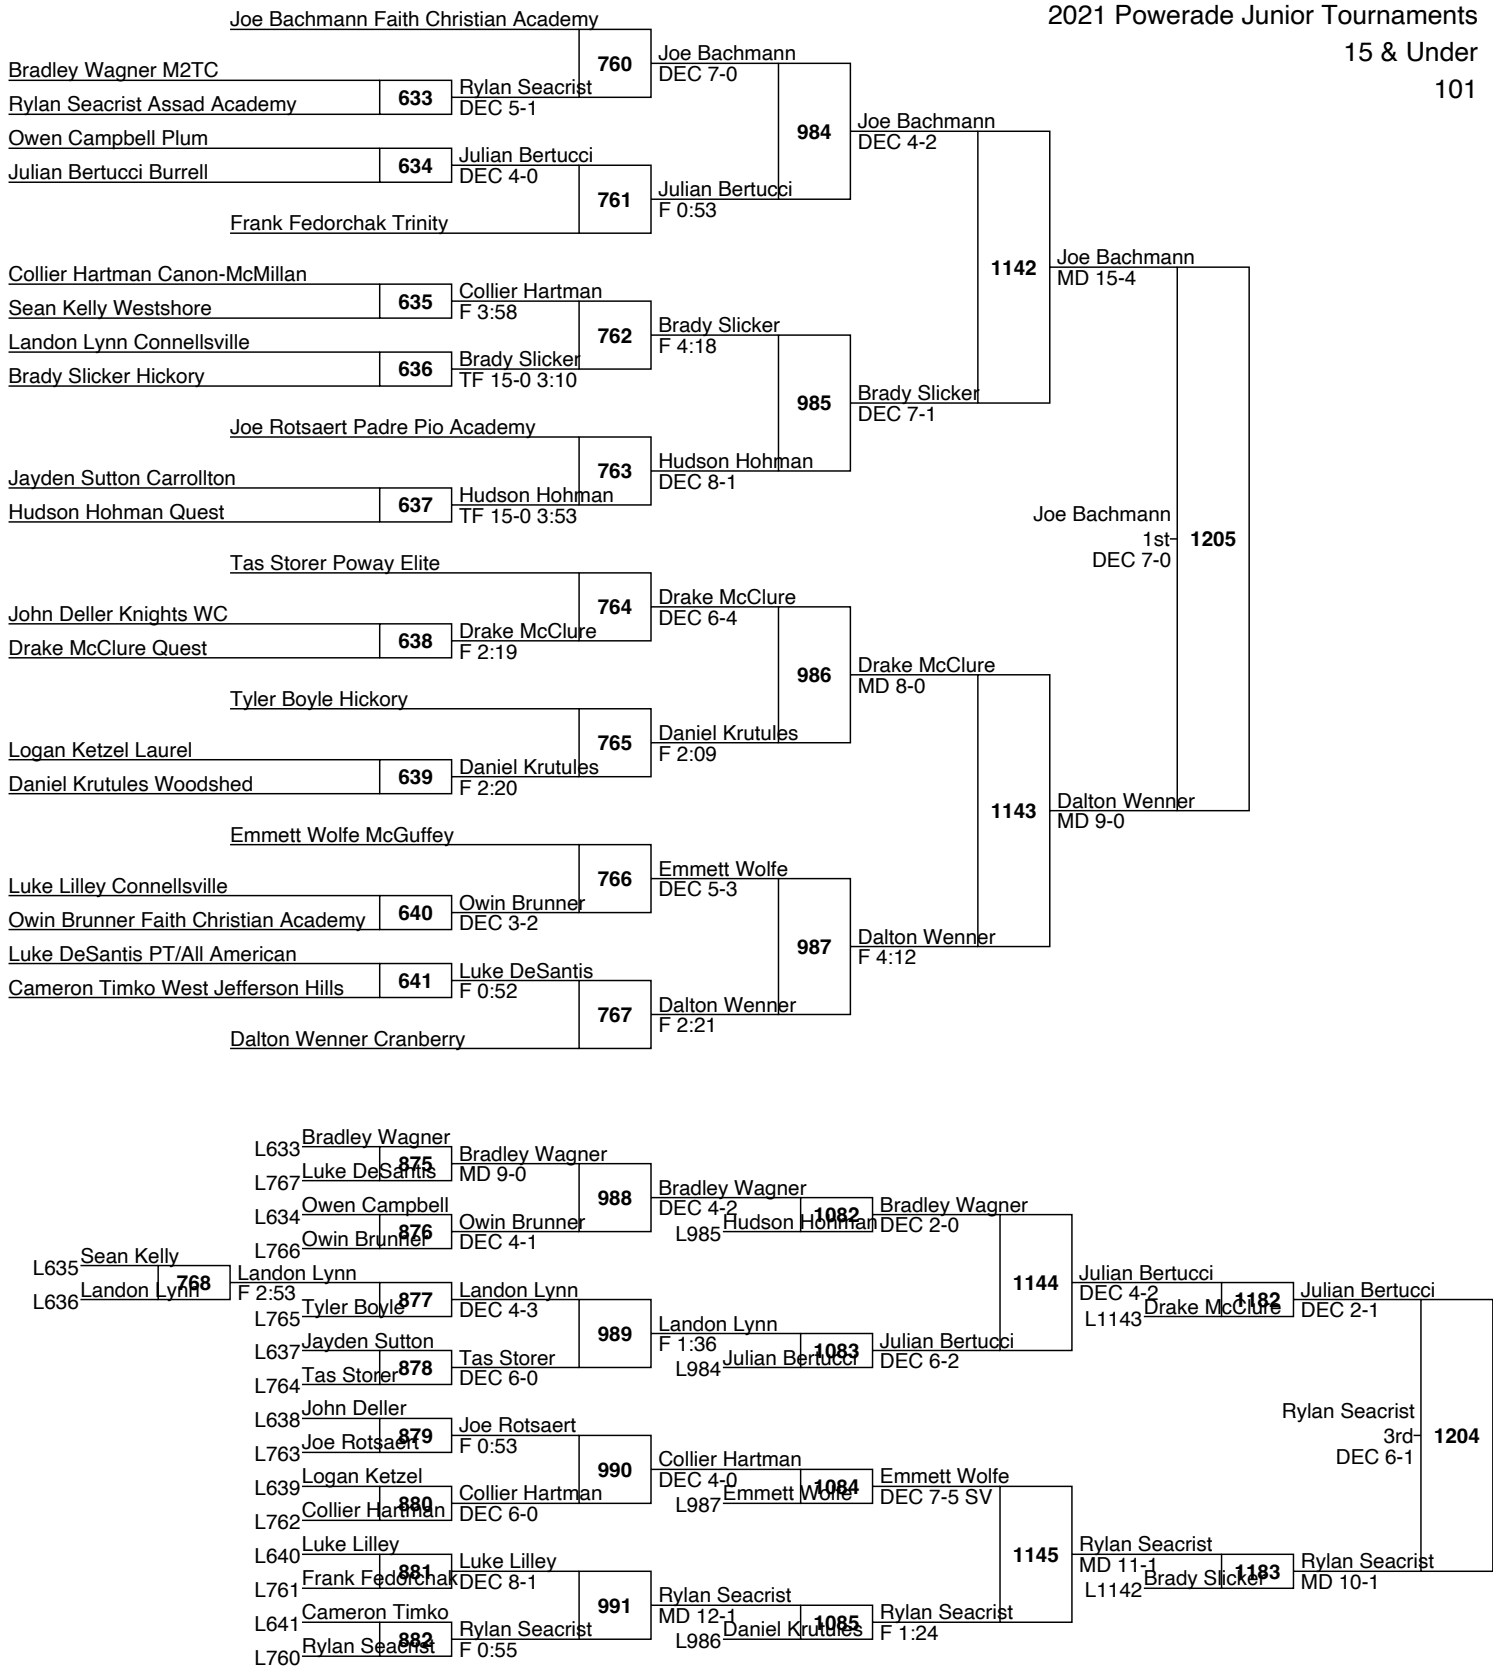 2021 Powerade Junior Tournaments
15 & Under
101
Joe Bachmann Faith Christian Academy
760
Joe Bachmann
DEC 7-0
Bradley Wagner M2TC
633
Rylan Seacrist
DEC 5-1
Rylan Seacrist Assad Academy
984
Joe Bachmann
DEC 4-2
Owen Campbell Plum
634
Julian Bertucci
DEC 4-0
Julian Bertucci Burrell
761
Julian Bertucci
F 0:53
Frank Fedorchak Trinity
1142
Joe Bachmann
MD 15-4
Collier Hartman Canon-McMillan
635
Collier Hartman
F 3:58
Sean Kelly Westshore
762
Brady Slicker
F 4:18
Landon Lynn Connellsville
636
Brady Slicker
TF 15-0 3:10
Brady Slicker Hickory
985
Brady Slicker
DEC 7-1
Joe Rotsaert Padre Pio Academy
763
Hudson Hohman
DEC 8-1
Jayden Sutton Carrollton
637
Hudson Hohman
TF 15-0 3:53
Hudson Hohman Quest
Joe Bachmann
1st
DEC 7-0
1205
Tas Storer Poway Elite
764
Drake McClure
DEC 6-4
John Deller Knights WC
638
Drake McClure
F 2:19
Drake McClure Quest
986
Drake McClure
MD 8-0
Tyler Boyle Hickory
765
Daniel Krutules
F 2:09
Logan Ketzel Laurel
639
Daniel Krutules
F 2:20
Daniel Krutules Woodshed
1143
Dalton Wenner
MD 9-0
Emmett Wolfe McGuffey
766
Emmett Wolfe
DEC 5-3
Luke Lilley Connellsville
640
Owin Brunner
DEC 3-2
Owin Brunner Faith Christian Academy
987
Dalton Wenner
F 4:12
Luke DeSantis PT/All American
641
Luke DeSantis
F 0:52
Cameron Timko West Jefferson Hills
767
Dalton Wenner
F 2:21
Dalton Wenner Cranberry
L633 Bradley Wagner
875
Bradley Wagner
MD 9-0
L767 Luke DeSantis
988
Bradley Wagner
DEC 4-2
L634 Owen Campbell
876
Owin Brunner
DEC 4-1
L766 Owin Brunner
1082
L985 Hudson Hohman
Bradley Wagner
DEC 2-0
L635 Sean Kelly
768
L636 Landon Lynn
Landon Lynn
F 2:53
877
Landon Lynn
DEC 4-3
L765 Tyler Boyle
989
Landon Lynn
F 1:36
L637 Jayden Sutton
878
Tas Storer
DEC 6-0
L764 Tas Storer
1083
L984 Julian Bertucci
Julian Bertucci
DEC 6-2
1144
Julian Bertucci
DEC 4-2
1182
L1143 Drake McClure
Julian Bertucci
DEC 2-1
L638 John Deller
879
Joe Rotsaert
F 0:53
L763 Joe Rotsaert
990
Collier Hartman
DEC 4-0
L639 Logan Ketzel
880
Collier Hartman
DEC 6-0
L762 Collier Hartman
1084
L987 Emmett Wolfe
Emmett Wolfe
DEC 7-5 SV
Rylan Seacrist
3rd
DEC 6-1
1204
L640 Luke Lilley
881
Luke Lilley
DEC 8-1
L761 Frank Fedorchak
991
Rylan Seacrist
MD 12-1
L641 Cameron Timko
882
Rylan Seacrist
F 0:55
L760 Rylan Seacrist
1085
L986 Daniel Krutules
Rylan Seacrist
F 1:24
1145
Rylan Seacrist
MD 11-1
1183
L1142 Brady Slicker
Rylan Seacrist
MD 10-1